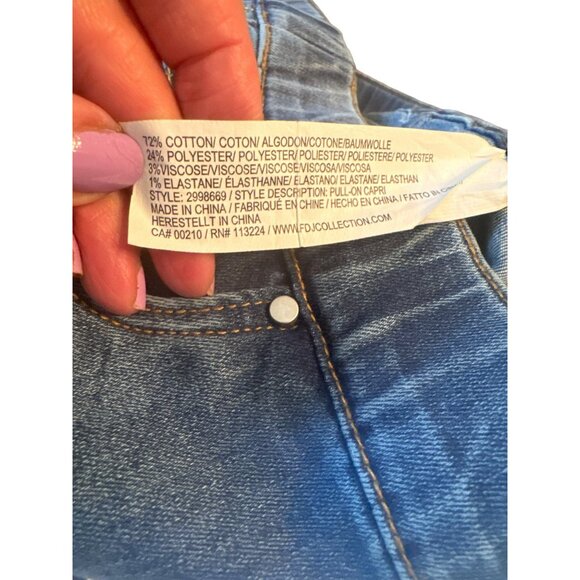 72% COTTON/ COTON/ ALGODON/COTONE/BAUMWOLLE
24% POLYESTER/ POLYESTER/ POLIESTER/ POLIESTERE/ POLYESTER
3%VISCOSE/VISCOSE/VISCOSE/VISCOSA/VISCOSA
1% ELASTANE/ ÉLASTHANNE/ ELASTANO/ ELASTANE/ ELASTHAN
STYLE: 2998669/ STYLE DESCRIPTION: PULL-ON CAPRI
MADE IN CHINA / FABRIQUÉ EN CHINE / HECHO EN CHINA / FATTO IN
HERESTELLT IN CHINA
CA# 00210 / RN# 113224 / WWW.FDJCOLLECTION.COM